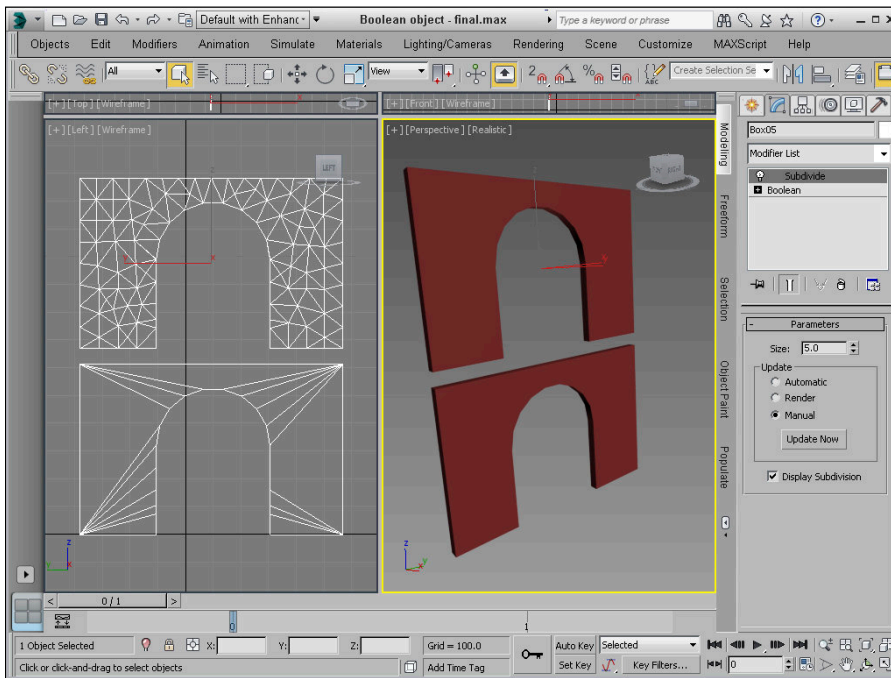 Default with Enhanc
Boolean object - final.max
Type a keyword or phrase
Objects Edit Modifiers Animation Simulate Materials Lighting/Cameras Rendering Scene Customize MAXScript Help
All View Create Selection Se
[+] [Top] [Wireframe]
[+] [Front] [Wireframe]
[+] [Left] [Wireframe]
[+] [Perspective] [Realistic]
LEFT
Modeling
Freeform
Selection
Object Paint
Populate
Box05
Modifier List
Subdivide
Boolean
- Parameters
Size: 5.0
Update
Automatic
Render
Manual
Update Now
Display Subdivision
z
y
x
< 0 / 1 >
0 1
1 Object Selected X: Y: Z: Grid = 100.0 Auto Key Selected
Click or click-and-drag to select objects Add Time Tag Set Key Key Filters... 0